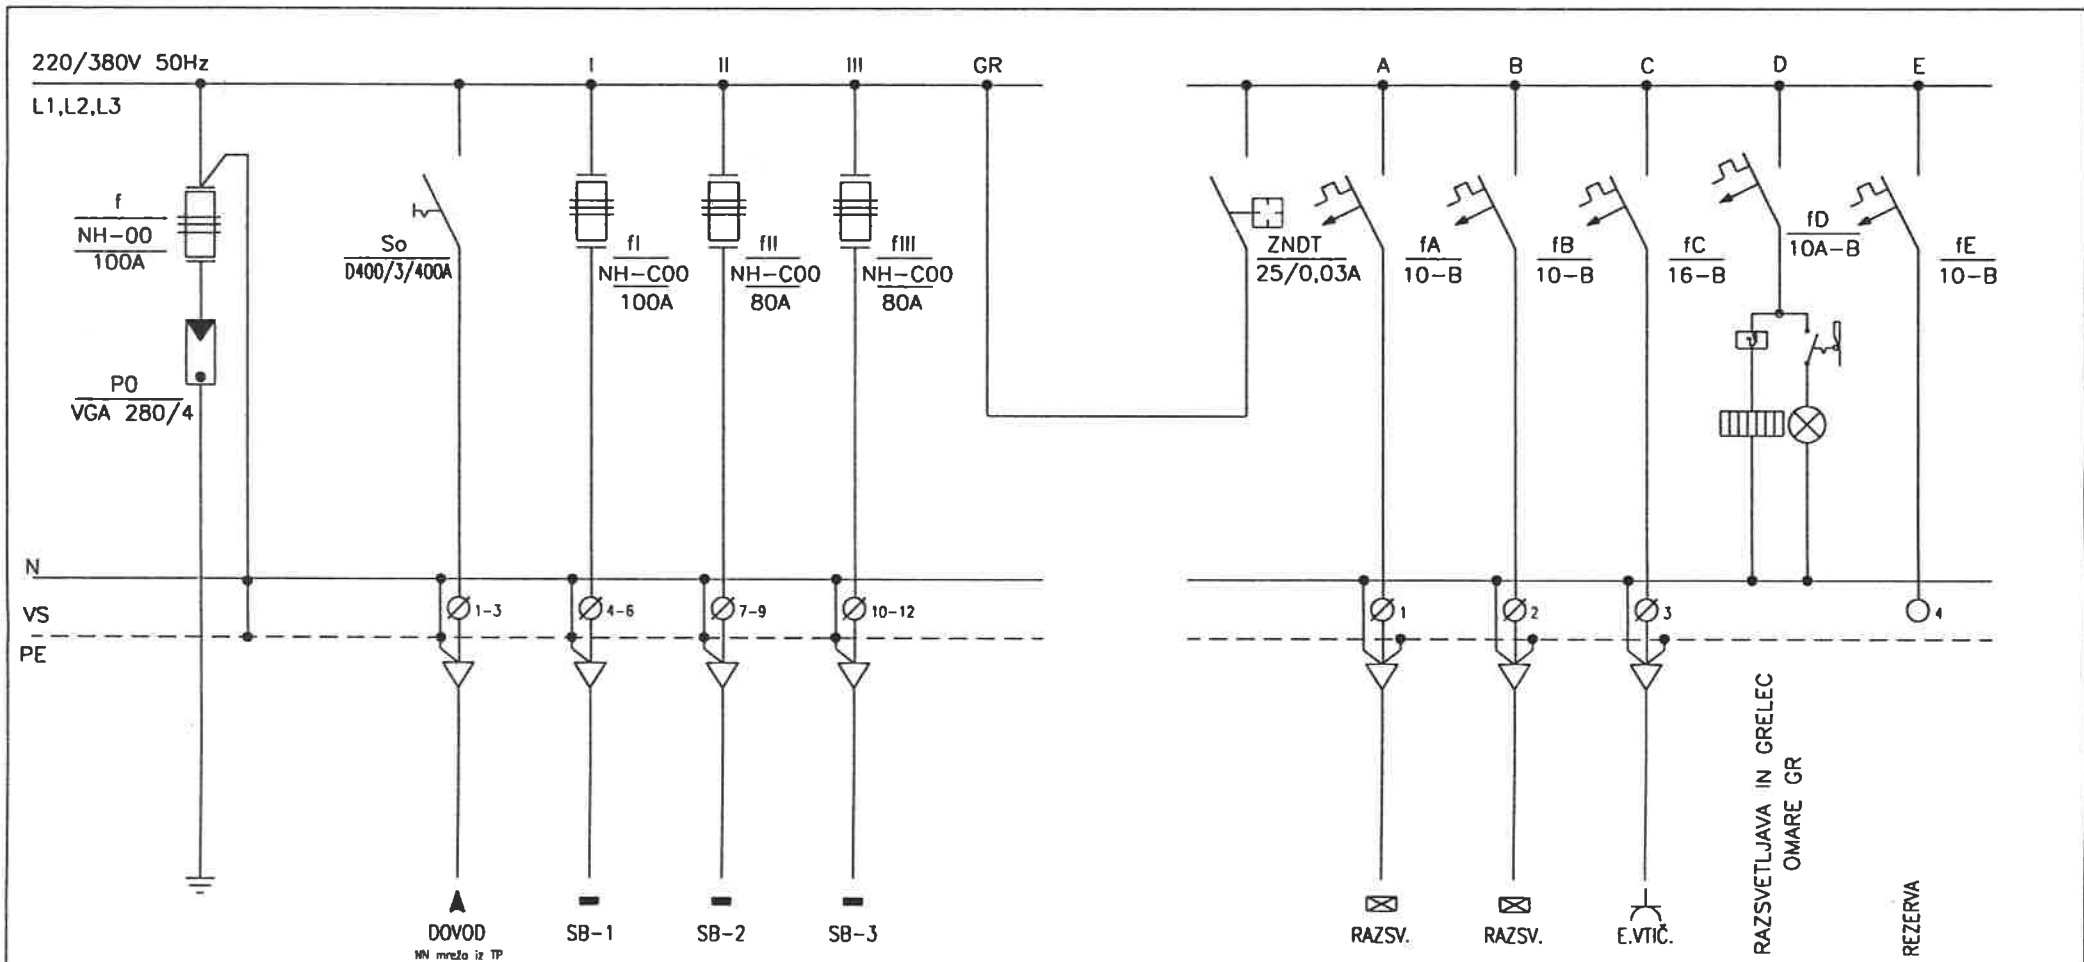 220/380V 50Hz
L1,L2,L3
I
II
III
GR
A
B
C
D
E
f
NH-00
100A
PO
VGA 280/4
So
D400/3/400A
fI
NH-C00
100A
fII
NH-C00
80A
fIII
NH-C00
80A
ZNDT
25/0,03A
fA
10-B
fB
10-B
fC
16-B
fD
10A-B
fE
10-B
N
VS
PE
1-3
4-6
7-9
10-12
1
2
3
4
DOVOD
NN mreža iz TP
SB-1
SB-2
SB-3
RAZSV.
RAZSV.
E.VTIČ.
RAZSVETLJAVA IN GRELEC
OMARE GR
REZERVA